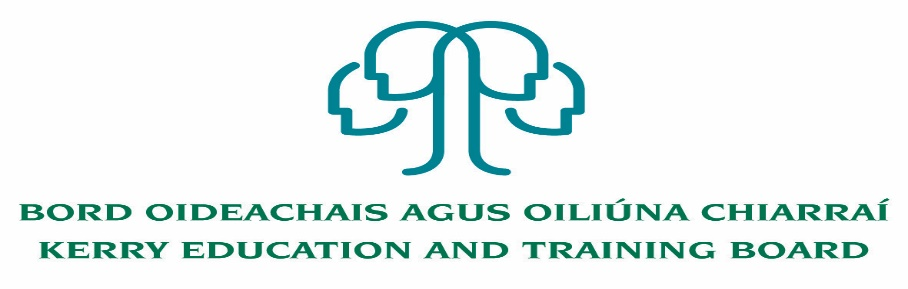 BORD OIDEACHAIS AGUS OILIÚNA CHIARRAÍ
KERRY EDUCATION AND TRAINING BOARD